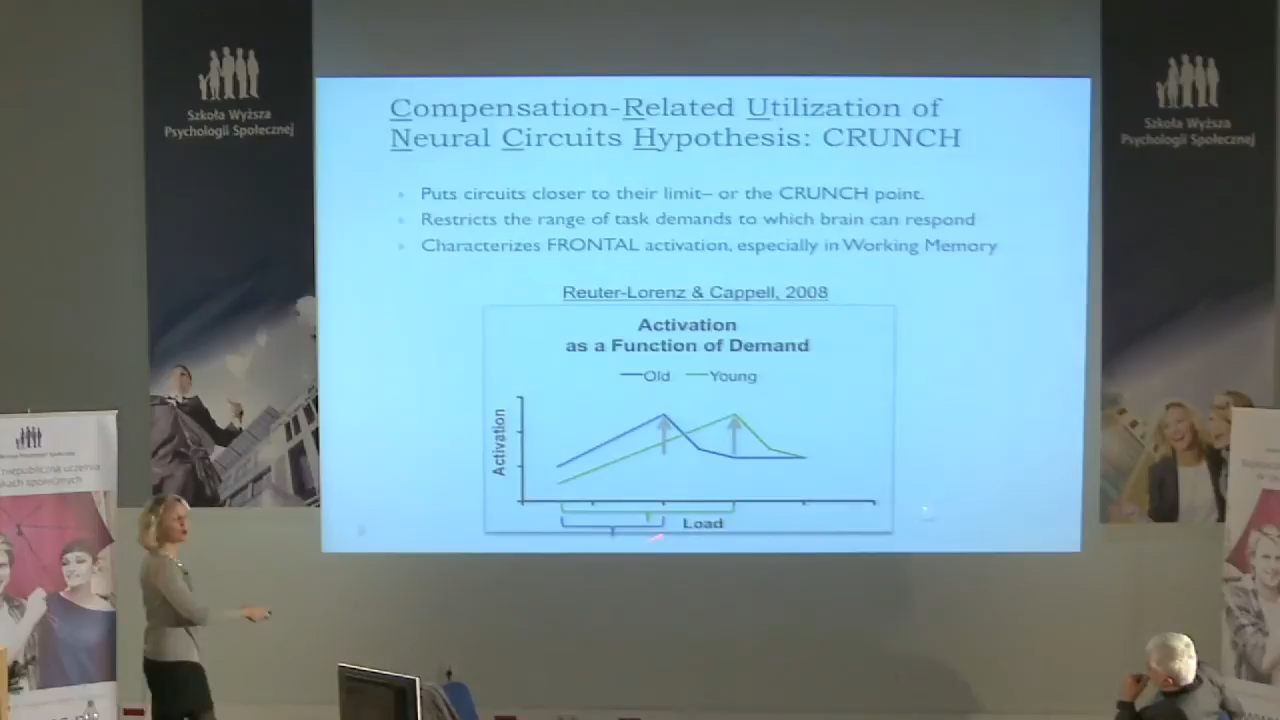 Szkoła Wyższa
Psychologii Społecznej
Compensation-Related Utilization of
Neural Circuits Hypothesis: CRUNCH
Puts circuits closer to their limit– or the CRUNCH point.
Restricts the range of task demands to which brain can respond
Characterizes FRONTAL activation, especially in Working Memory
Reuter-Lorenz & Cappell, 2008
Activation
as a Function of Demand
Old Young
Activation
Load
Szkoła Wyższa
Psychologii Społecznej
niepubliczna uczelnia
społecznych